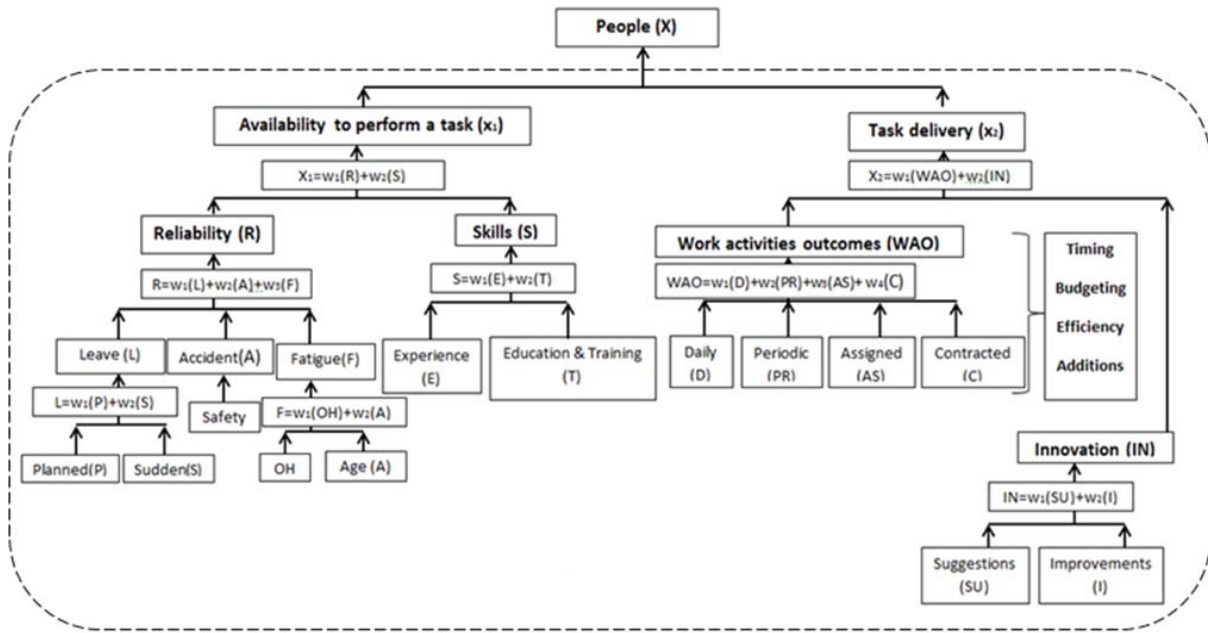 People (X)
Availability to perform a task (x₁)
Task delivery (x₂)
X₁=w₁(R)+w₂(S)
X₂=w₁(WAO)+w₂(IN)
Reliability (R)
Skills (S)
Work activities outcomes (WAO)
Timing
Budgeting
Efficiency
Additions
R=w₁(L)+w₂(A)+w₃(F)
S=w₁(E)+w₂(T)
WAO=w₁(D)+w₂(PR)+w₃(AS)+ w₄(C)
Leave (L)
Accident(A)
Fatigue(F)
Experience
(E)
Education & Training
(T)
Daily
(D)
Periodic
(PR)
Assigned
(AS)
Contracted
(C)
L=w₁(P)+w₂(S)
Safety
F=w₁(OH)+w₂(A)
Planned(P)
Sudden(S)
OH
Age (A)
Innovation (IN)
IN=w₁(SU)+w₂(I)
Suggestions
(SU)
Improvements
(I)